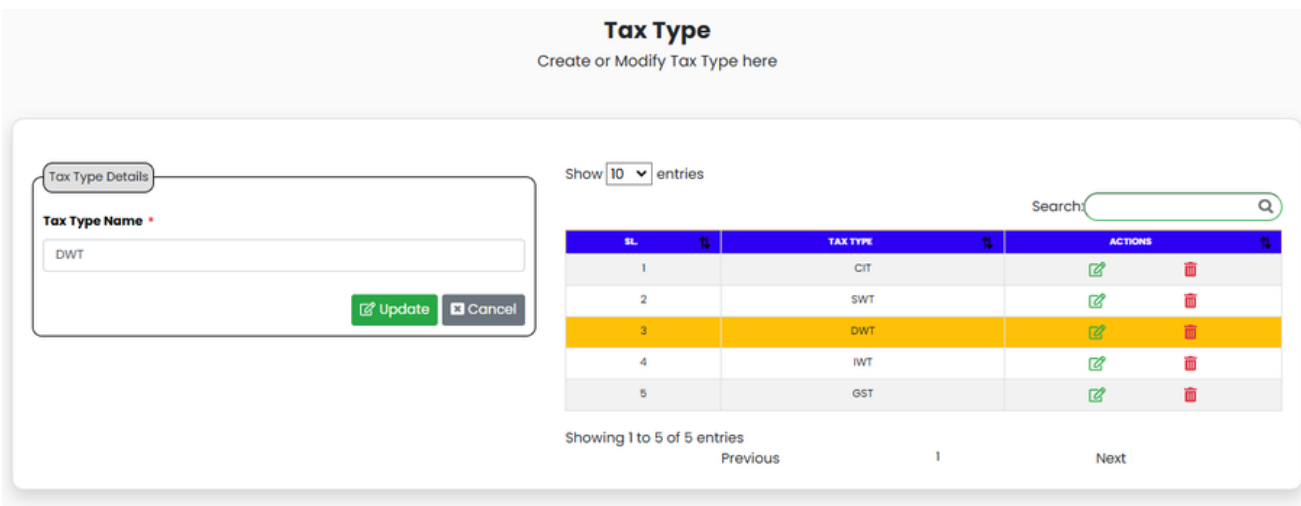 Tax Type
Create or Modify Tax Type here
Tax Type Details
Tax Type Name *
DWT
Update Cancel
Show 10 entries
Search:
SL. TAX TYPE ACTIONS
1 CIT
2 SWT
3 DWT
4 IWT
5 GST
Showing 1 to 5 of 5 entries
Previous 1 Next